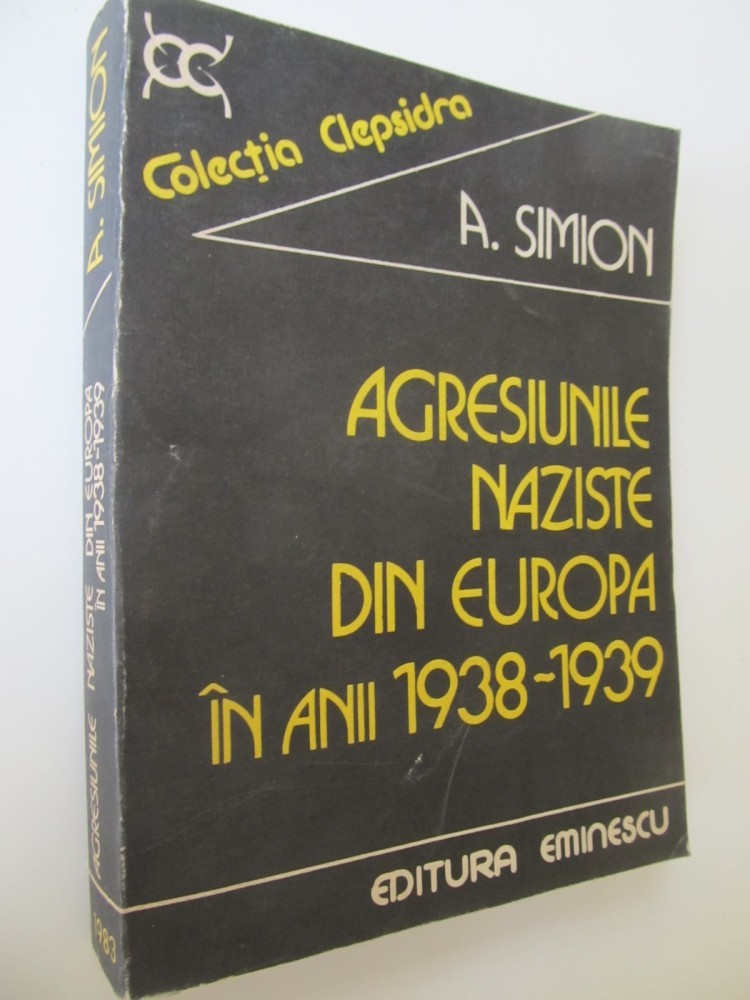 Colecția Clepsidra
A. SIMION
AGRESIUNILE
NAZISTE
DIN EUROPA
ÎN ANII 1938-1939
EDITURA EMINESCU
A. SIMION
AGRESIUNILE NAZISTE DIN EUROPA
ÎN ANII 1938-1939
1983